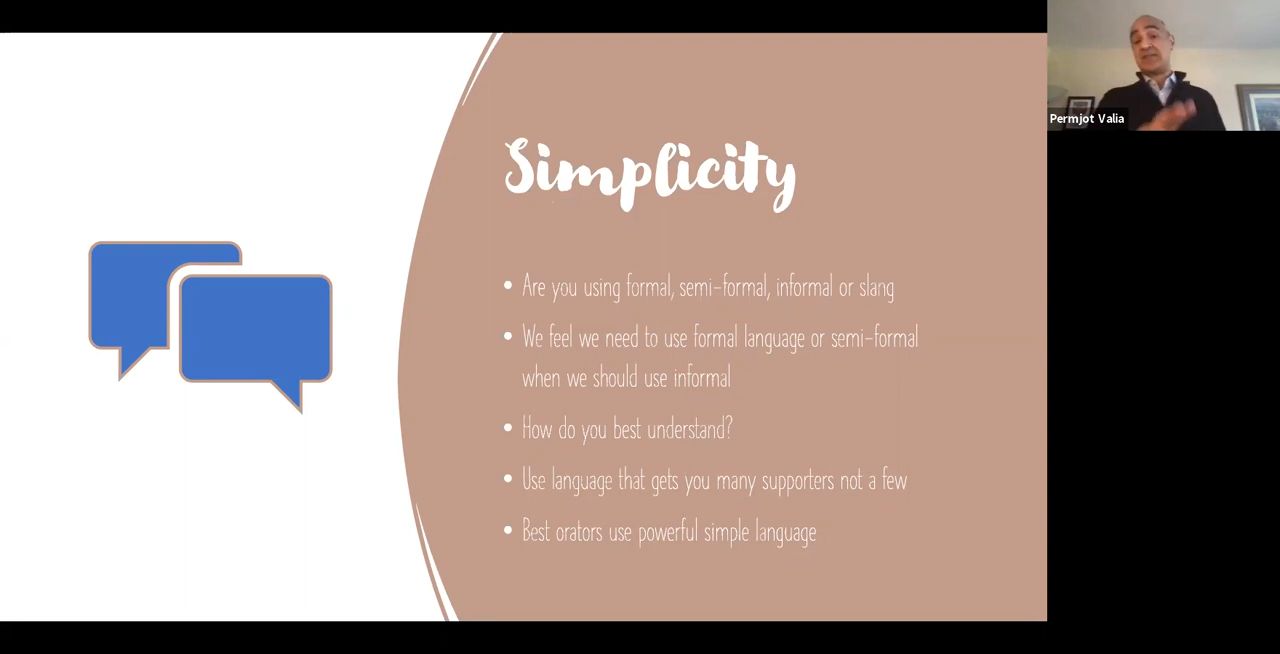 Simplicity
• Are you using formal, semi-formal, informal or slang
• We feel we need to use formal language or semi-formal
when we should use informal
• How do you best understand?
• Use language that gets you many supporters not a few
• Best orators use powerful simple language
Permjot Valia